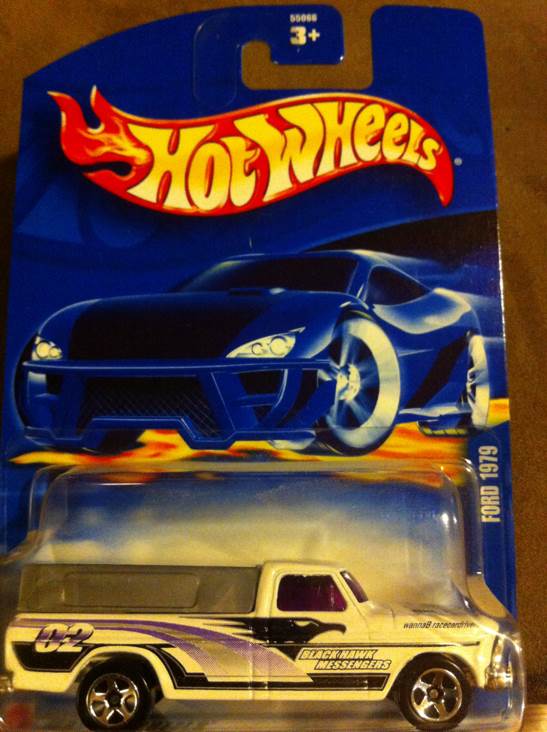 55066
3+
HOT WHEELS
®
FORD 1979
02
wannaB racecardriver
BLACK HAWK
MESSENGERS